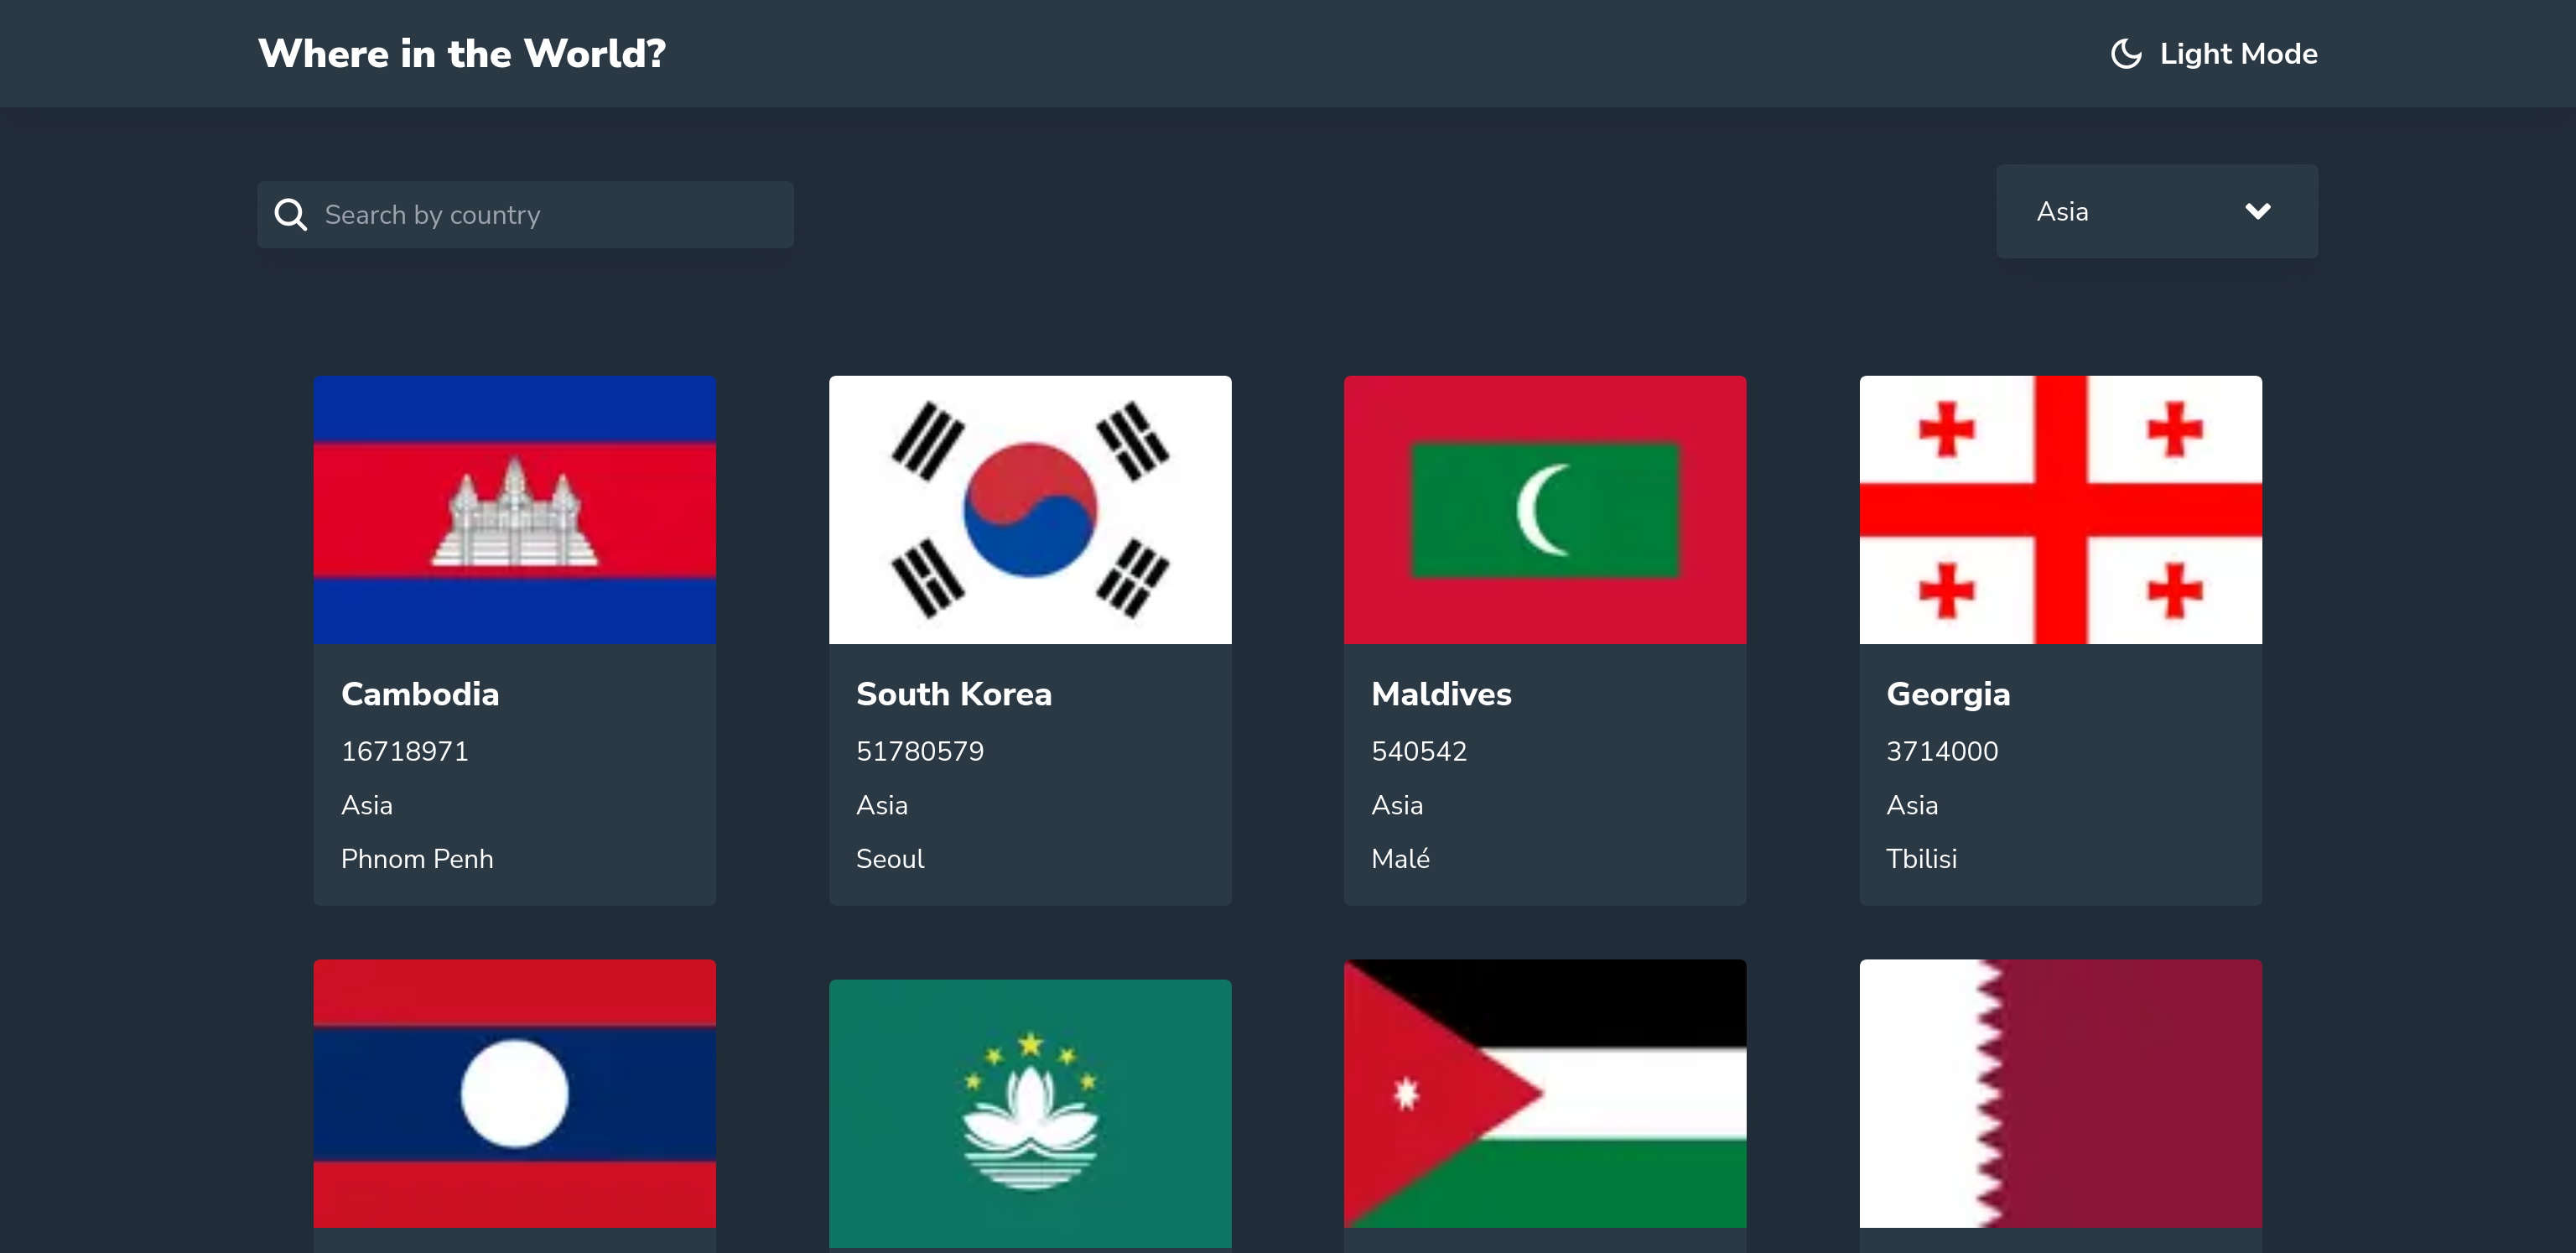 Where in the World?
Light Mode
Search by country
Asia
Cambodia
16718971
Asia
Phnom Penh
South Korea
51780579
Asia
Seoul
Maldives
540542
Asia
Malé
Georgia
3714000
Asia
Tbilisi